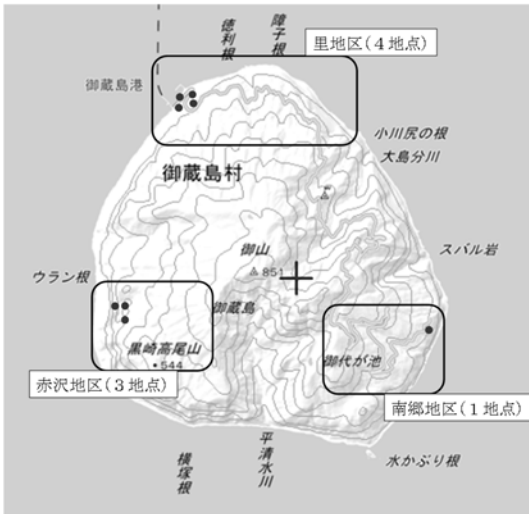 徳利根
障子根
里地区(4地点)
御蔵島港
小川尻の根
大島分川
御蔵島村
御山
851
スバル岩
ウラン根
御蔵島
黒崎高尾山
544
御代が池
赤沢地区(3地点)
南郷地区(1地点)
横塚根
平清水川
水かぶり根